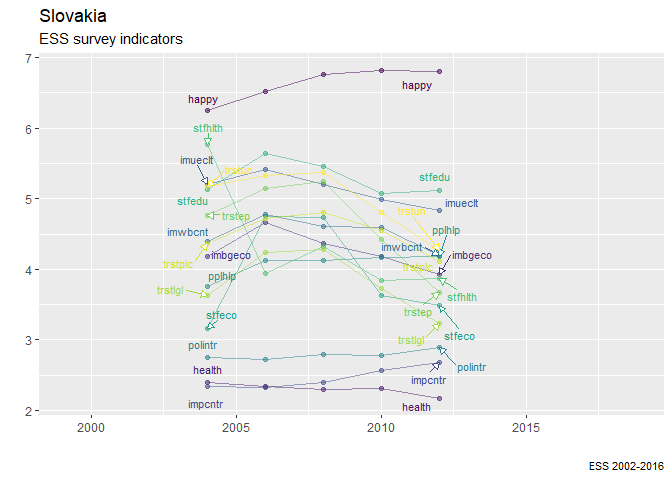 Slovakia
ESS survey indicators
7
happy
happy
6
stfhlth
imueclt
trstun
stfedu
5
stfedu
imueclt
trstep
trstun
imwbcnt
pplhlp
imwbcnt
imbgeco
imbgeco
trstplc
trstplc
4
pplhlp
trstlgl
stfhlth
stfeco
trstep
stfeco
trstlgl
polintr
3
health
polintr
impcntr
impcntr
health
2
2000
2005
2010
2015
ESS 2002-2016